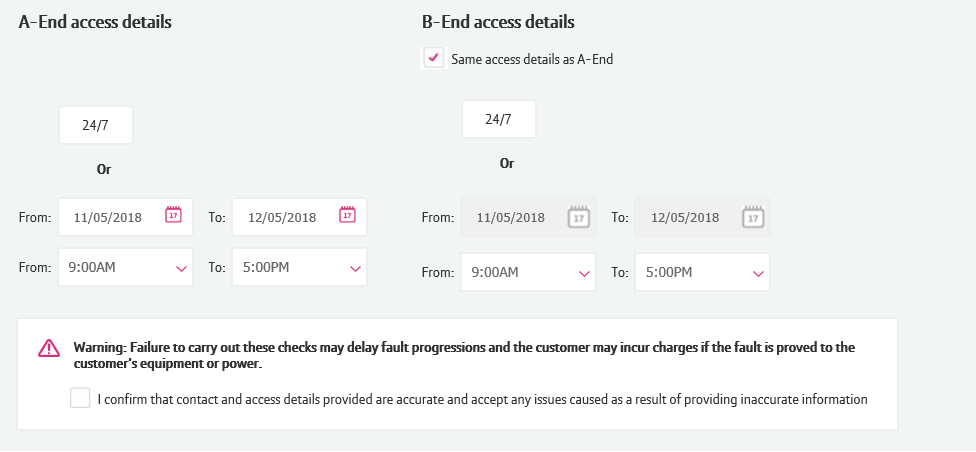 A-End access details
B-End access details
Same access details as A-End
24/7
24/7
Or
Or
From: 11/05/2018 17 To: 12/05/2018 17
From: 11/05/2018 17 To: 12/05/2018 17
From: 9:00AM To: 5:00PM
From: 9:00AM To: 5:00PM
Warning: Failure to carry out these checks may delay fault progressions and the customer may incur charges if the fault is proved to the
customer's equipment or power.
I confirm that contact and access details provided are accurate and accept any issues caused as a result of providing inaccurate information